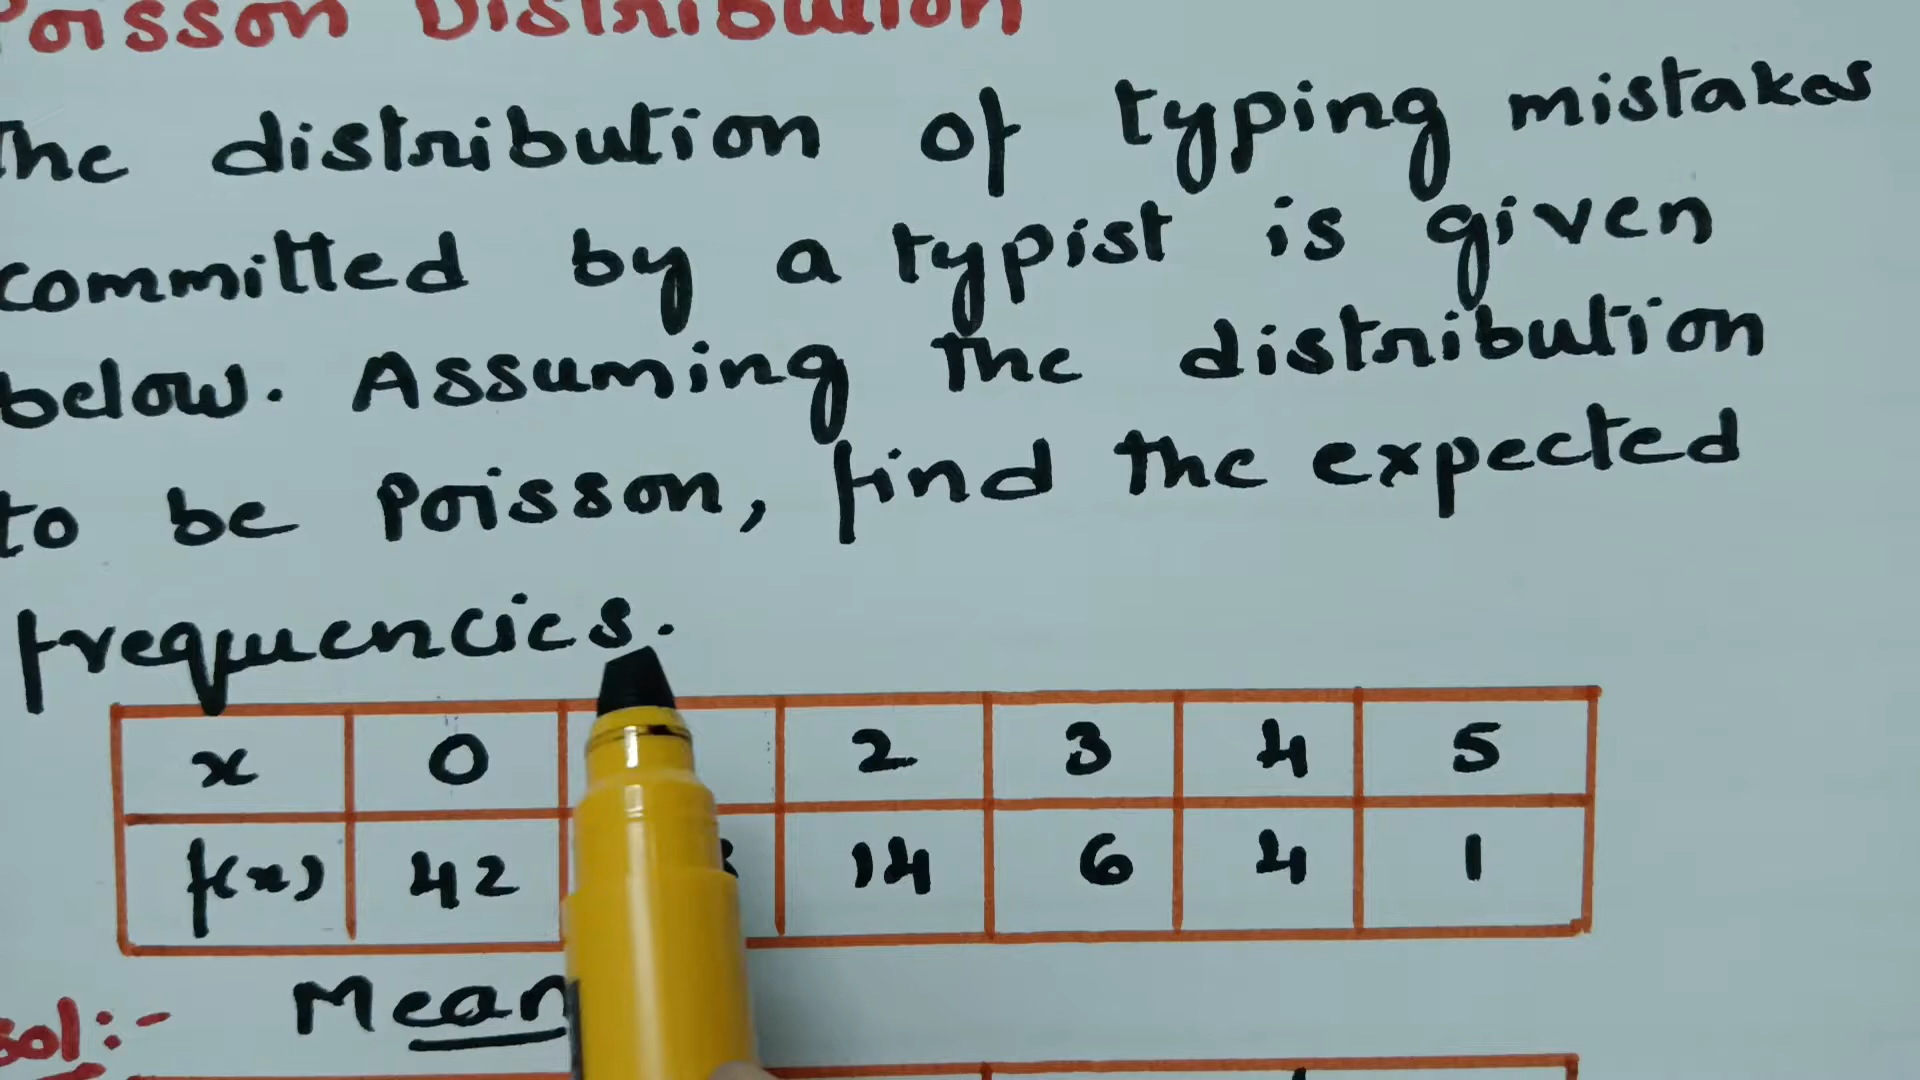 Poisson Distribution
The distribution of typing mistakes
committed by a typist is given
below. Assuming the distribution
to be Poisson, find the expected
frequencies.
x 0 2 3 4 5
f(x) 42 14 6 4 1
sol:- Mean